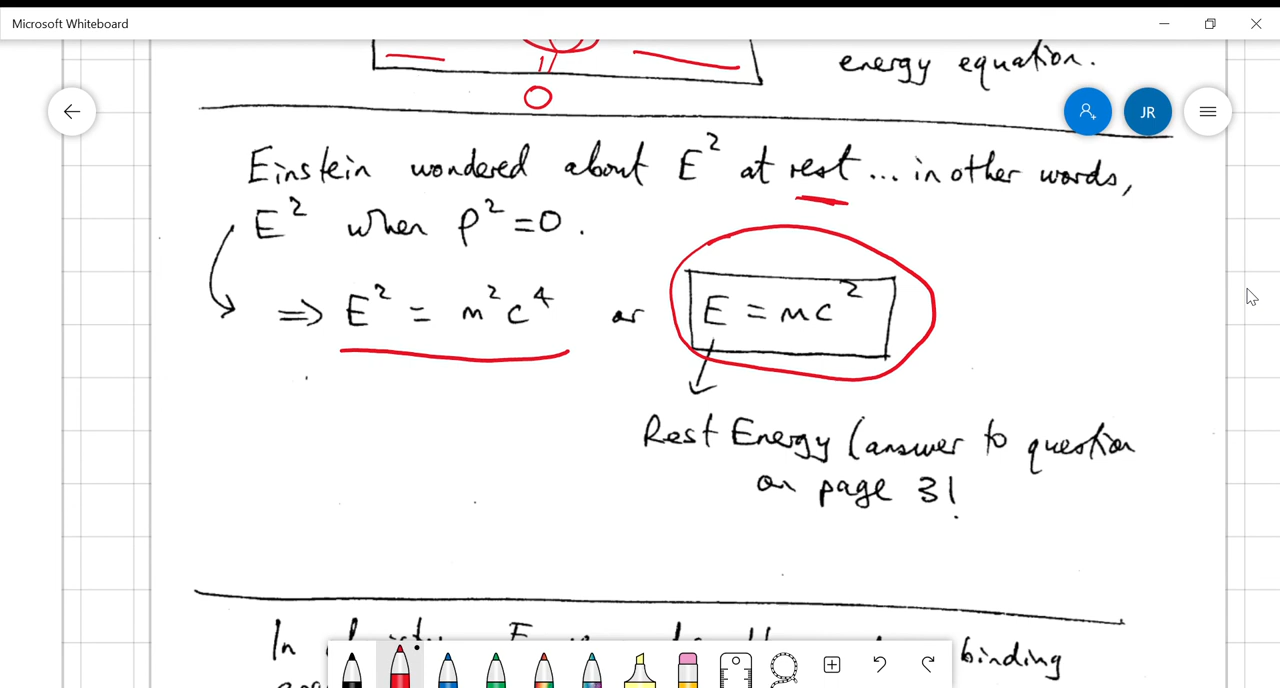 Microsoft Whiteboard
energy equation.
O
JR
Einstein wondered about E² at rest... in other words,
E² when p²=0.
⇒ E² = m²c⁴ or E = mc²
Rest Energy (answer to question
on page 3!
In
binding